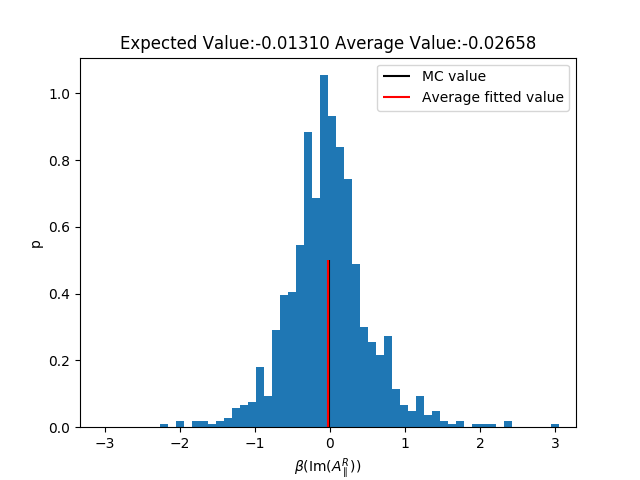 Expected Value:-0.01310 Average Value:-0.02658
MC value
Average fitted value
1.0
0.8
0.6
0.4
0.2
0.0
p
−3 −2 −1 0 1 2 3
β(Im(A∥^R))